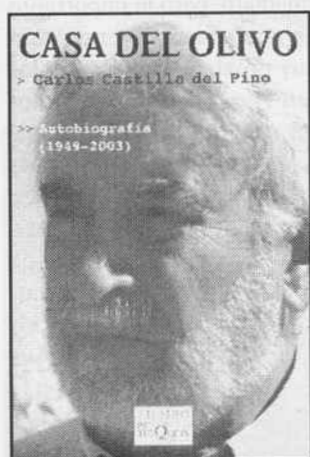 CASA DEL OLIVO
> Carlos Castilla del Pino
>> Autobiografía
(1949-2003)